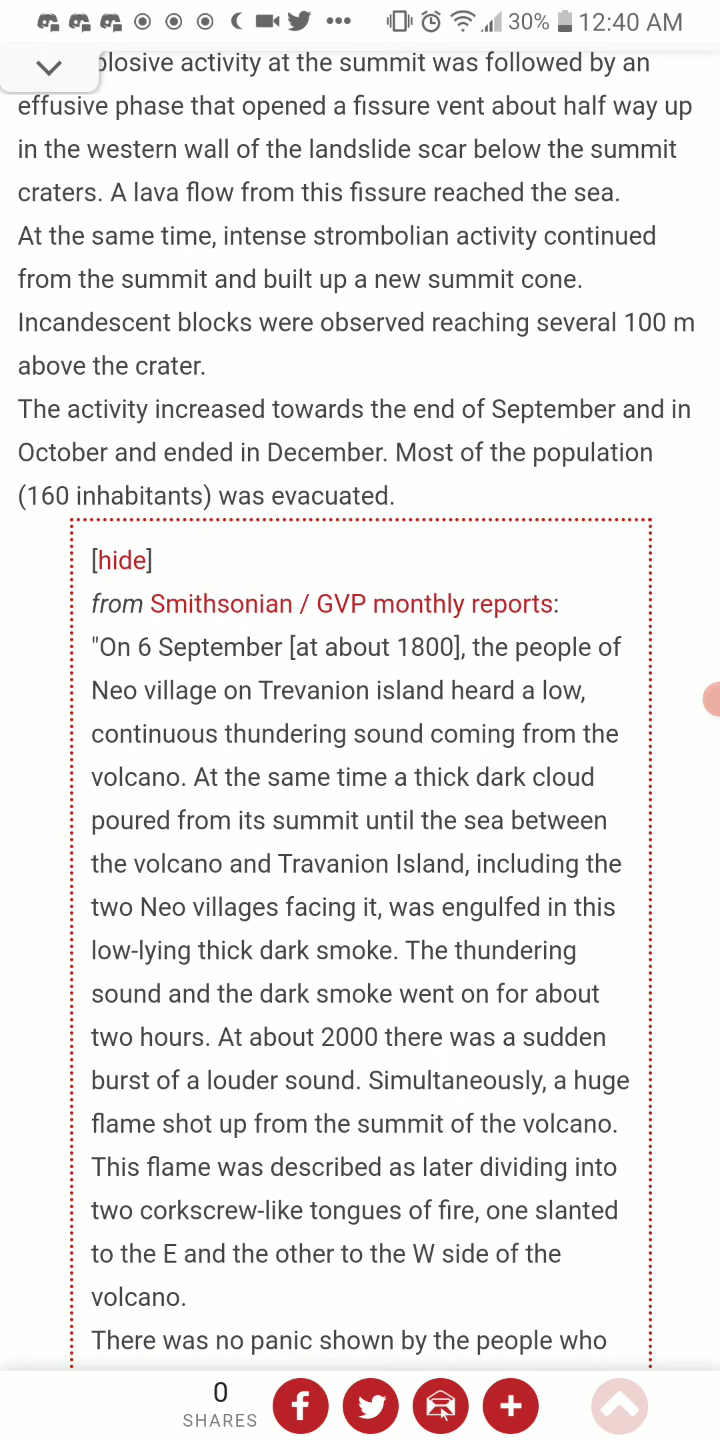 30% 12:40 AM
plosive activity at the summit was followed by an
effusive phase that opened a fissure vent about half way up
in the western wall of the landslide scar below the summit
craters. A lava flow from this fissure reached the sea.
At the same time, intense strombolian activity continued
from the summit and built up a new summit cone.
Incandescent blocks were observed reaching several 100 m
above the crater.
The activity increased towards the end of September and in
October and ended in December. Most of the population
(160 inhabitants) was evacuated.
[hide]
from Smithsonian / GVP monthly reports:
"On 6 September [at about 1800], the people of
Neo village on Trevanion island heard a low,
continuous thundering sound coming from the
volcano. At the same time a thick dark cloud
poured from its summit until the sea between
the volcano and Travanion Island, including the
two Neo villages facing it, was engulfed in this
low-lying thick dark smoke. The thundering
sound and the dark smoke went on for about
two hours. At about 2000 there was a sudden
burst of a louder sound. Simultaneously, a huge
flame shot up from the summit of the volcano.
This flame was described as later dividing into
two corkscrew-like tongues of fire, one slanted
to the E and the other to the W side of the
volcano.
There was no panic shown by the people who
0
SHARES